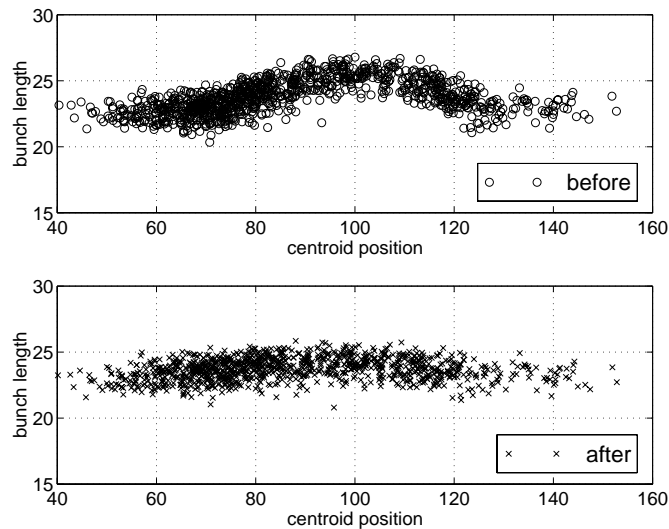 30
25
20
15
bunch length
before
40 60 80 100 120 140 160
centroid position
30
25
20
15
bunch length
after
40 60 80 100 120 140 160
centroid position